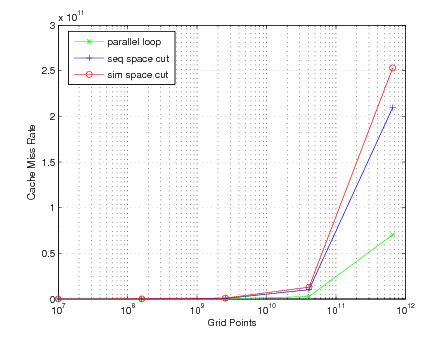 x 10^11
3
parallel loop
seq space cut
sim space cut
2.5
2
1.5
1
0.5
0
Cache Miss Rate
10^7 10^8 10^9 10^10 10^11 10^12
Grid Points